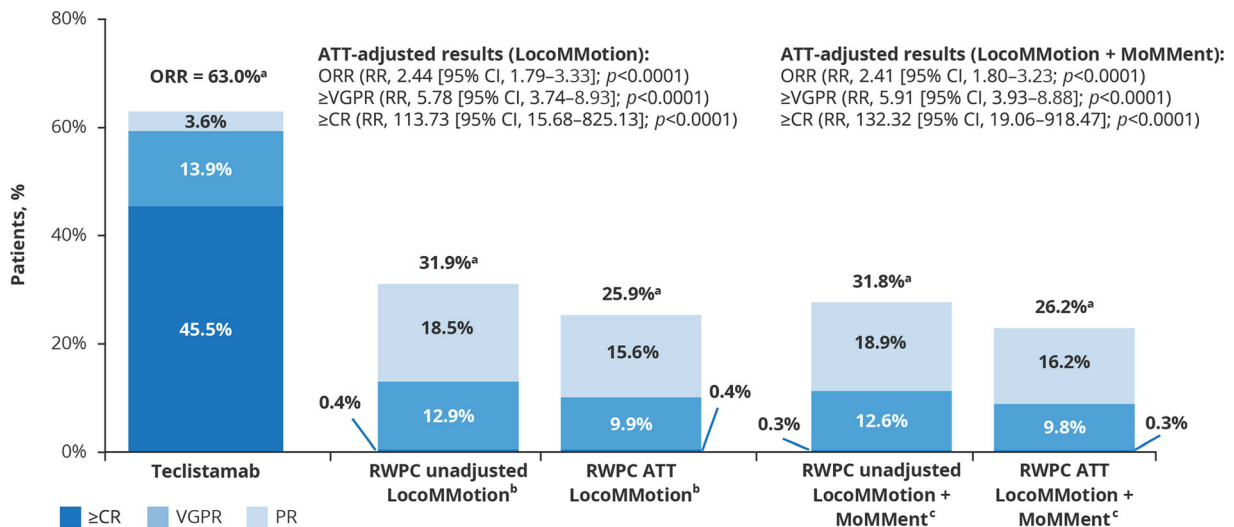 80%
60%
40%
20%
0%
Patients, %
ATT-adjusted results (LocoMMotion):
ORR (RR, 2.44 [95% CI, 1.79–3.33]; p<0.0001)
≥VGPR (RR, 5.78 [95% CI, 3.74–8.93]; p<0.0001)
≥CR (RR, 113.73 [95% CI, 15.68–825.13]; p<0.0001)
ATT-adjusted results (LocoMMotion + MoMMent):
ORR (RR, 2.41 [95% CI, 1.80–3.23; p<0.0001)
≥VGPR (RR, 5.91 [95% CI, 3.93–8.88]; p<0.0001)
≥CR (RR, 132.32 [95% CI, 19.06–918.47]; p<0.0001)
ORR = 63.0%ᵃ
3.6%
13.9%
45.5%
31.9%ᵃ
18.5%
12.9%
0.4%
25.9%ᵃ
15.6%
9.9%
0.4%
31.8%ᵃ
18.9%
12.6%
0.3%
26.2%ᵃ
16.2%
9.8%
0.3%
Teclistamab
RWPC unadjusted
LocoMMotionᵇ
RWPC ATT
LocoMMotionᵇ
RWPC unadjusted
LocoMMotion +
MoMMentᶜ
RWPC ATT
LocoMMotion +
MoMMentᶜ
≥CR
VGPR
PR